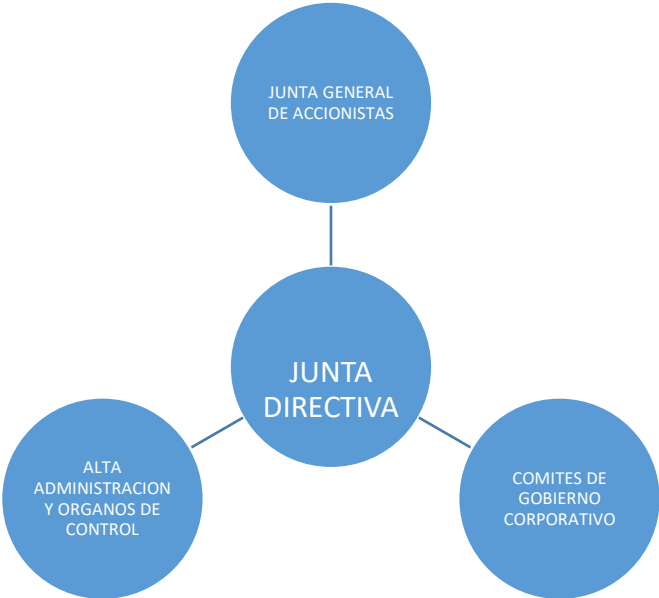 JUNTA GENERAL
DE ACCIONISTAS
JUNTA
DIRECTIVA
ALTA
ADMINISTRACION
Y ORGANOS DE
CONTROL
COMITES DE
GOBIERNO
CORPORATIVO